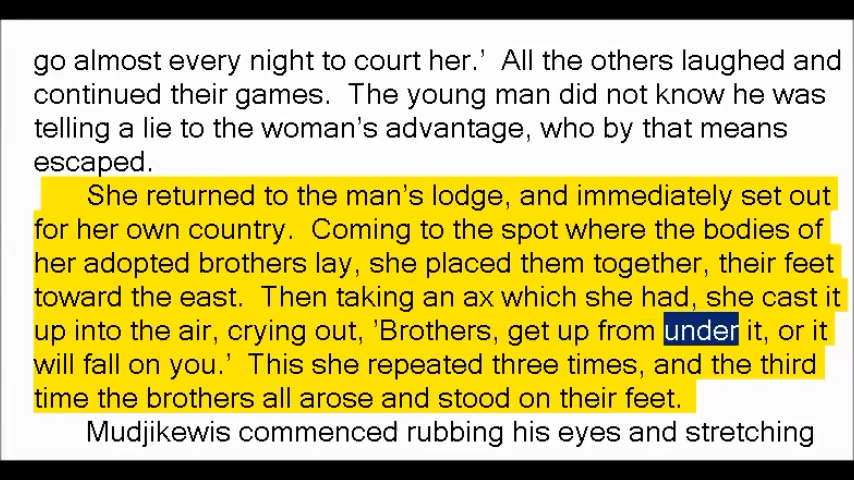 go almost every night to court her.’  All the others laughed and
continued their games.  The young man did not know he was
telling a lie to the woman’s advantage, who by that means
escaped.
She returned to the man’s lodge, and immediately set out
for her own country.  Coming to the spot where the bodies of
her adopted brothers lay, she placed them together, their feet
toward the east.  Then taking an ax which she had, she cast it
up into the air, crying out, ’Brothers, get up from under it, or it
will fall on you.’  This she repeated three times, and the third
time the brothers all arose and stood on their feet.
Mudjikewis commenced rubbing his eyes and stretching